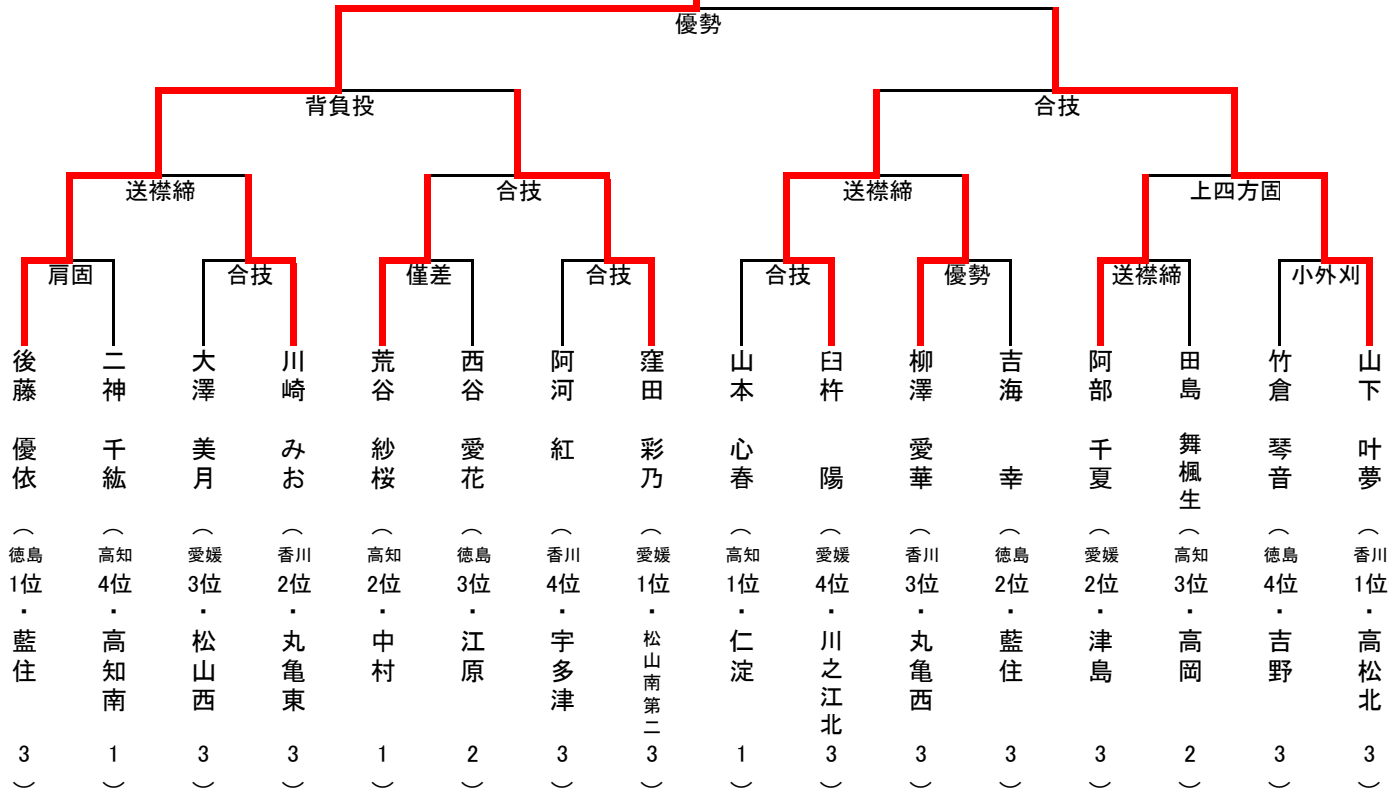 優勢
背負投
合技
送襟締
合技
送襟締
上四方固
肩固
合技
僅差
合技
合技
優勢
送襟締
小外刈
後藤 優依 (徳島1位・藍住 3)
二神 千紘 (高知4位・高知南 1)
大澤 美月 (愛媛3位・松山西 3)
川崎 みお (香川2位・丸亀東 3)
荒谷 紗桜 (高知2位・中村 1)
西谷 愛花 (徳島3位・江原 2)
阿河 紅 (香川4位・宇多津 3)
窪田 彩乃 (愛媛1位・松山南第二 3)
山本 心春 (高知1位・仁淀 1)
臼杵 陽 (愛媛4位・川之江北 3)
柳澤 愛華 (香川3位・丸亀西 3)
吉海 幸 (徳島2位・藍住 3)
阿部 千夏 (愛媛2位・津島 3)
田島 舞楓生 (高知3位・高岡 2)
竹倉 琴音 (徳島4位・吉野 3)
山下 叶夢 (香川1位・高松北 3)